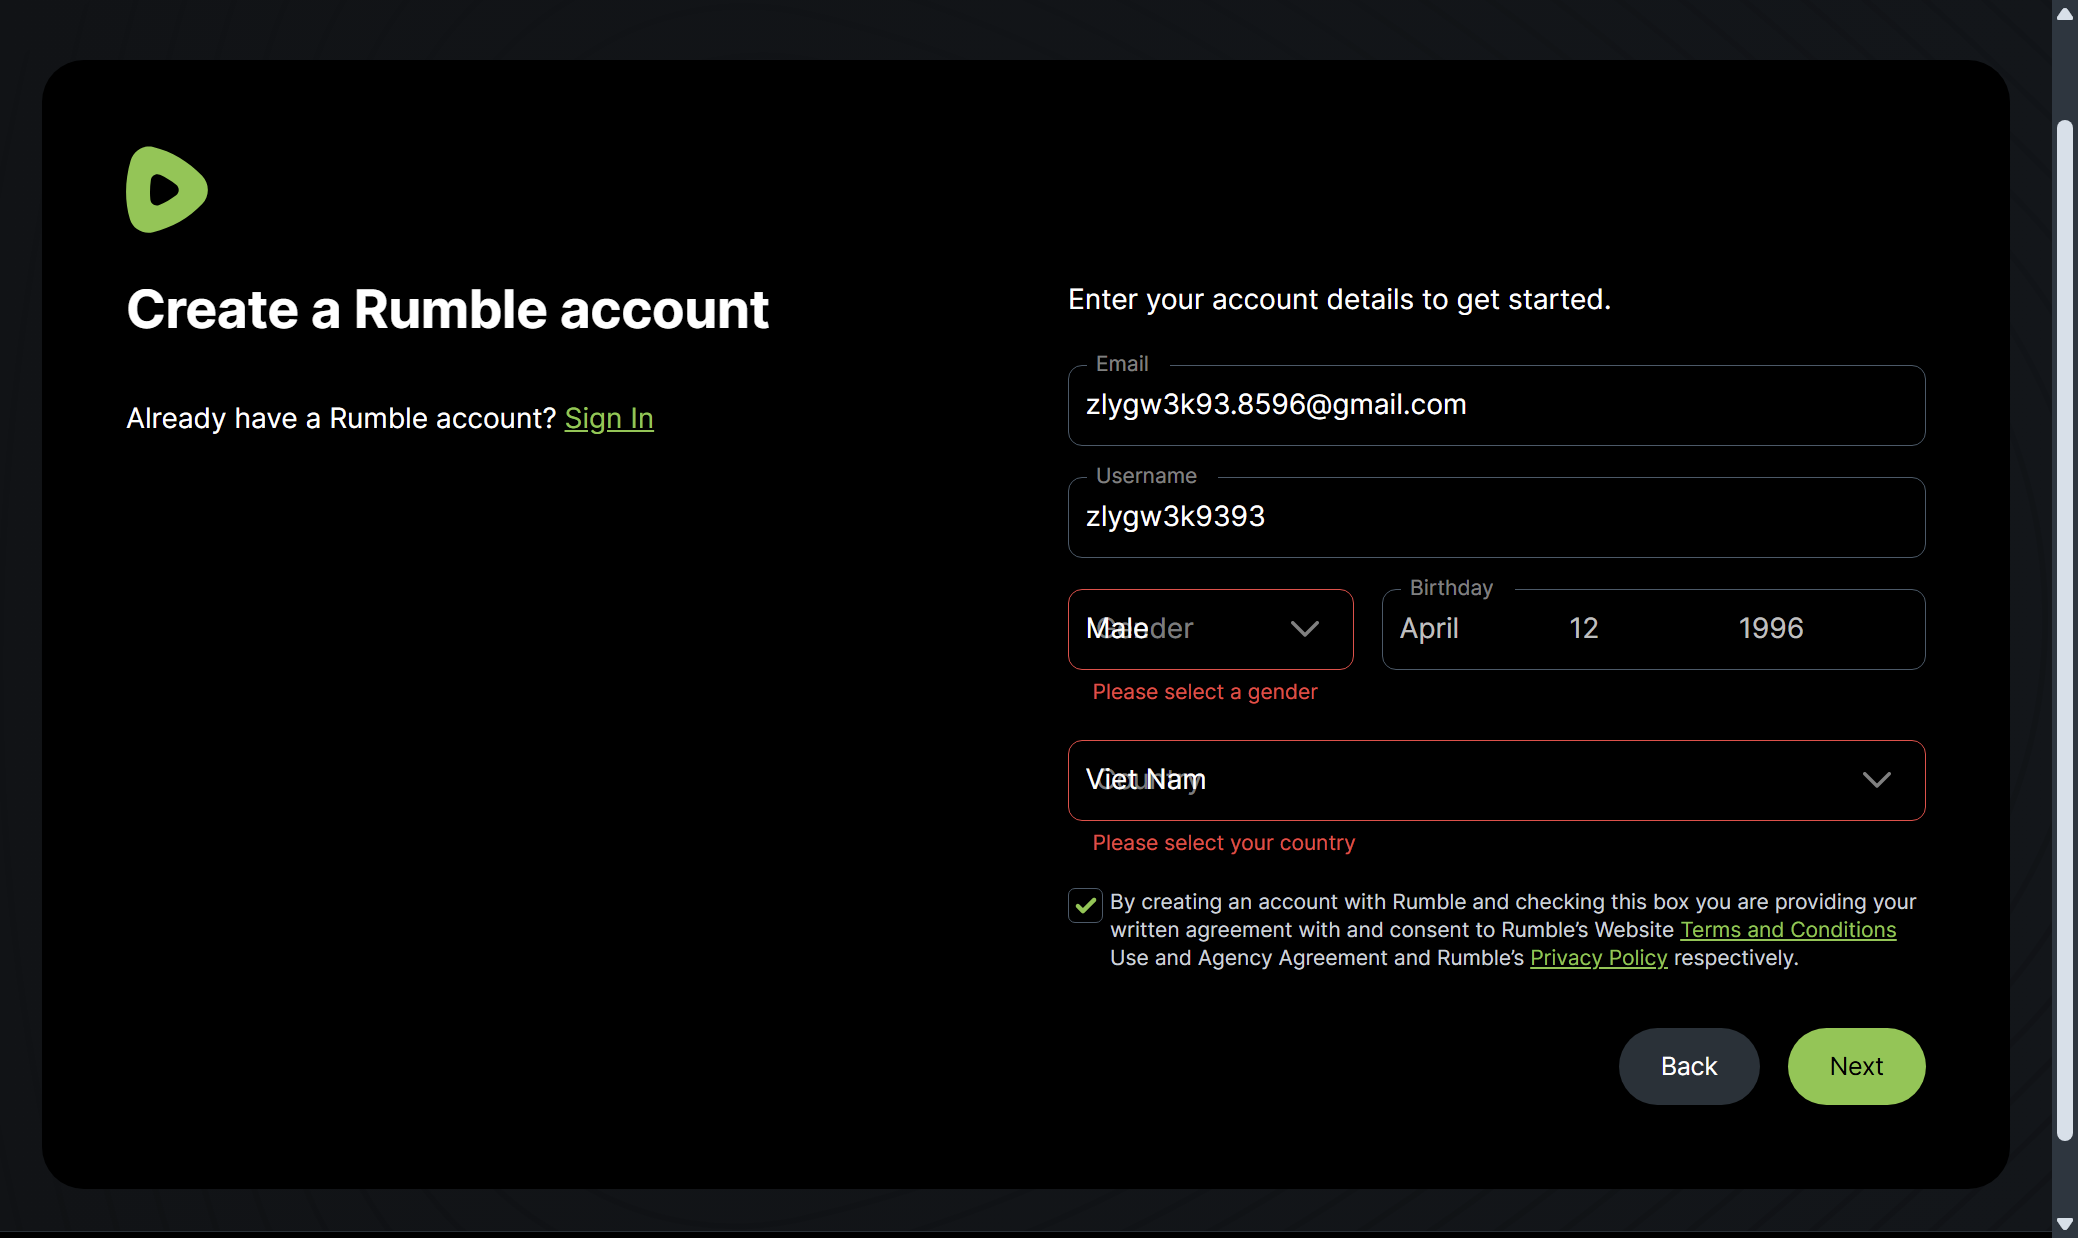 Create a Rumble account
Already have a Rumble account? Sign In
Enter your account details to get started.
Email
zlygw3k93.8596@gmail.com
Username
zlygw3k9393
Gender
Male
Birthday
April 12 1996
Please select a gender
Country
Viet Nam
Please select your country
By creating an account with Rumble and checking this box you are providing your
written agreement with and consent to Rumble’s Website Terms and Conditions
Use and Agency Agreement and Rumble’s Privacy Policy respectively.
Back
Next